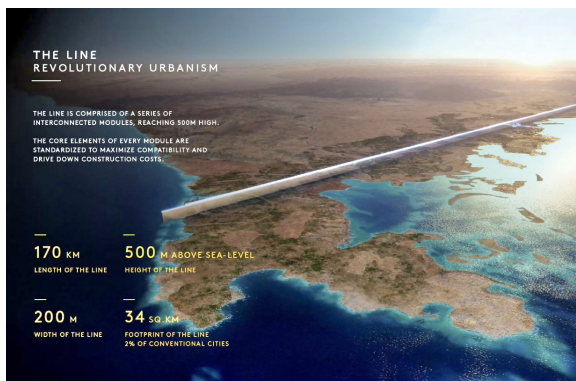 THE LINE
REVOLUTIONARY URBANISM
THE LINE IS COMPRISED OF A SERIES OF
INTERCONNECTED MODULES, REACHING 500M HIGH.
THE CORE ELEMENTS OF EVERY MODULE ARE
STANDARDIZED TO MAXIMIZE COMPATIBILITY AND
DRIVE DOWN CONSTRUCTION COSTS.
170 KM
LENGTH OF THE LINE
500 M ABOVE SEA-LEVEL
HEIGHT OF THE LINE
200 M
WIDTH OF THE LINE
34 SQ.KM
FOOTPRINT OF THE LINE
2% OF CONVENTIONAL CITIES